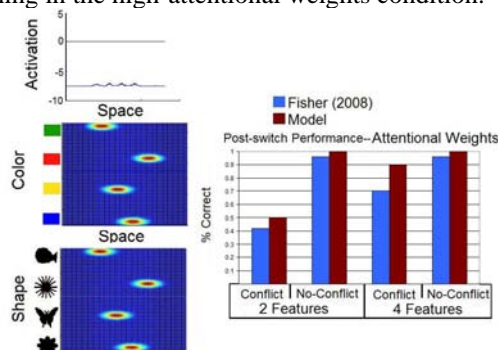 ning in the high-attentional weights condition.
5
0
-5
-10
Activation
Space
Color
Space
Shape
Fisher (2008)
Model
Post-switch Performance--Attentional Weights
% Correct
1
0.9
0.8
0.7
0.6
0.5
0.4
0.3
0.2
0.1
Conflict No-Conflict Conflict No-Conflict
2 Features 4 Features